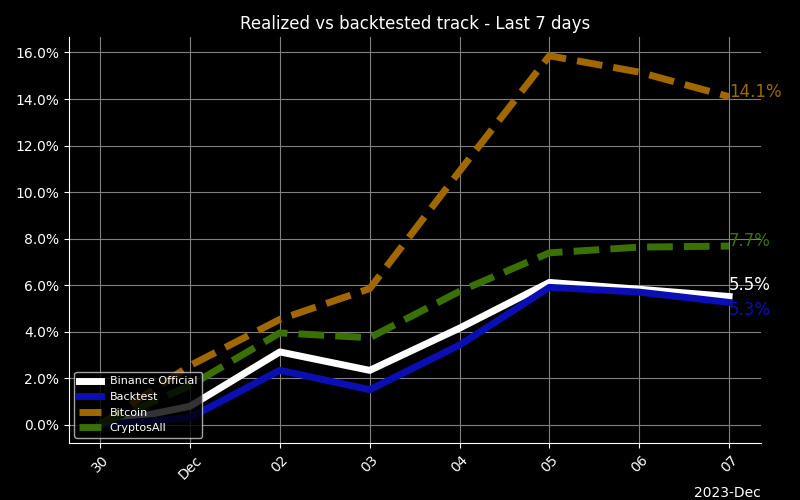 Realized vs backtested track - Last 7 days
16.0%
14.0%
12.0%
10.0%
8.0%
6.0%
4.0%
2.0%
0.0%
14.1%
7.7%
5.5%
5.3%
Binance Official
Backtest
Bitcoin
CryptosAll
30
Dec
02
03
04
05
06
07
2023-Dec